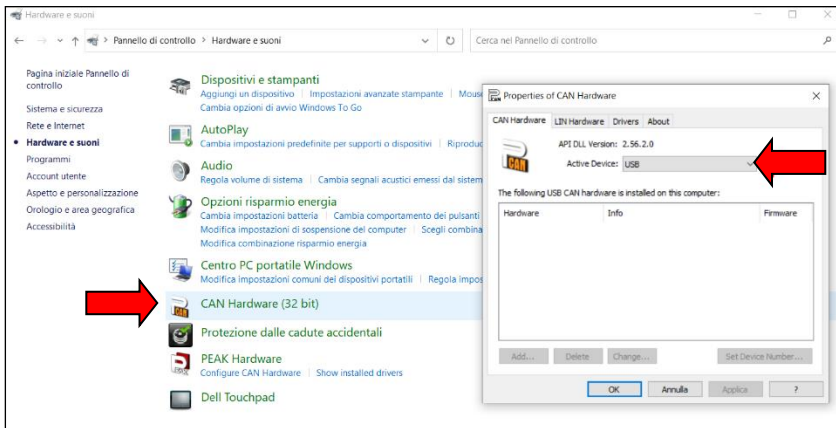 Hardware e suoni
Pannello di controllo > Hardware e suoni
Cerca nel Pannello di controllo
Pagina iniziale Pannello di
controllo
Sistema e sicurezza
Rete e Internet
Hardware e suoni
Programmi
Account utente
Aspetto e personalizzazione
Orologio e area geografica
Accessibilità
Dispositivi e stampanti
Aggiungi un dispositivo | Impostazioni avanzate stampante | Mouse
Cambia opzioni di avvio Windows To Go
AutoPlay
Cambia impostazioni predefinite per supporti o dispositivi | Riproduc
Audio
Regola volume di sistema | Cambia segnali acustici emessi dal sistem
Opzioni risparmio energia
Cambia impostazioni batteria | Cambia comportamento dei pulsanti
Modifica impostazioni di sospensione del computer | Scegli combina
Modifica combinazione risparmio energia
Centro PC portatile Windows
Modifica impostazioni comuni dei dispositivi portatili | Regola impos
CAN Hardware (32 bit)
Protezione dalle cadute accidentali
PEAK Hardware
Configure CAN Hardware | Show installed drivers
Dell Touchpad
Properties of CAN Hardware
CAN Hardware LIN Hardware Drivers About
CAN
API DLL Version: 2.56.2.0
Active Device: USB
The following USB CAN hardware is installed on this computer:
Hardware Info Firmware
Add... Delete Change... Set Device Number...
OK Annulla Applica ?